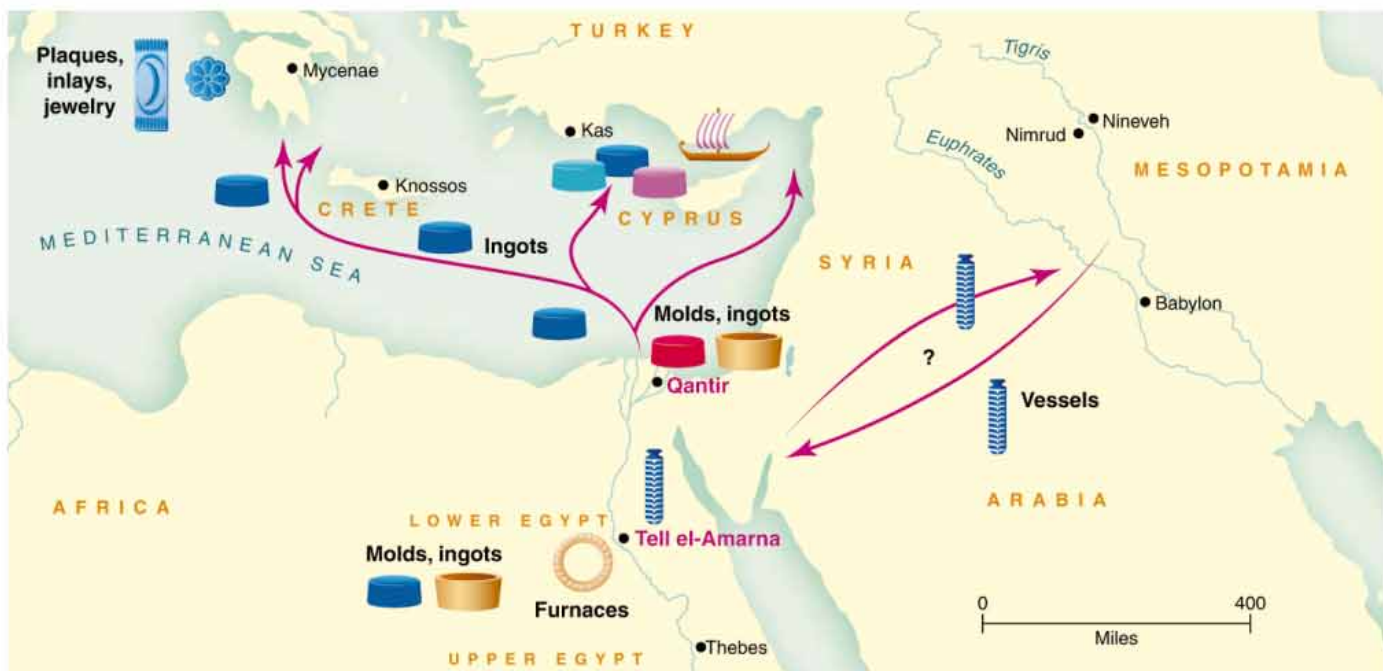 TURKEY
Plaques,
inlays,
jewelry
Mycenae
Tigris
Kas
Nineveh
Nimrud
Euphrates
MESOPOTAMIA
Knossos
CRETE
CYPRUS
MEDITERRANEAN SEA
Ingots
SYRIA
Babylon
Molds, ingots
?
Qantir
Vessels
AFRICA
ARABIA
LOWER EGYPT
Tell el-Amarna
Molds, ingots
Furnaces
0 400
Miles
Thebes
UPPER EGYPT